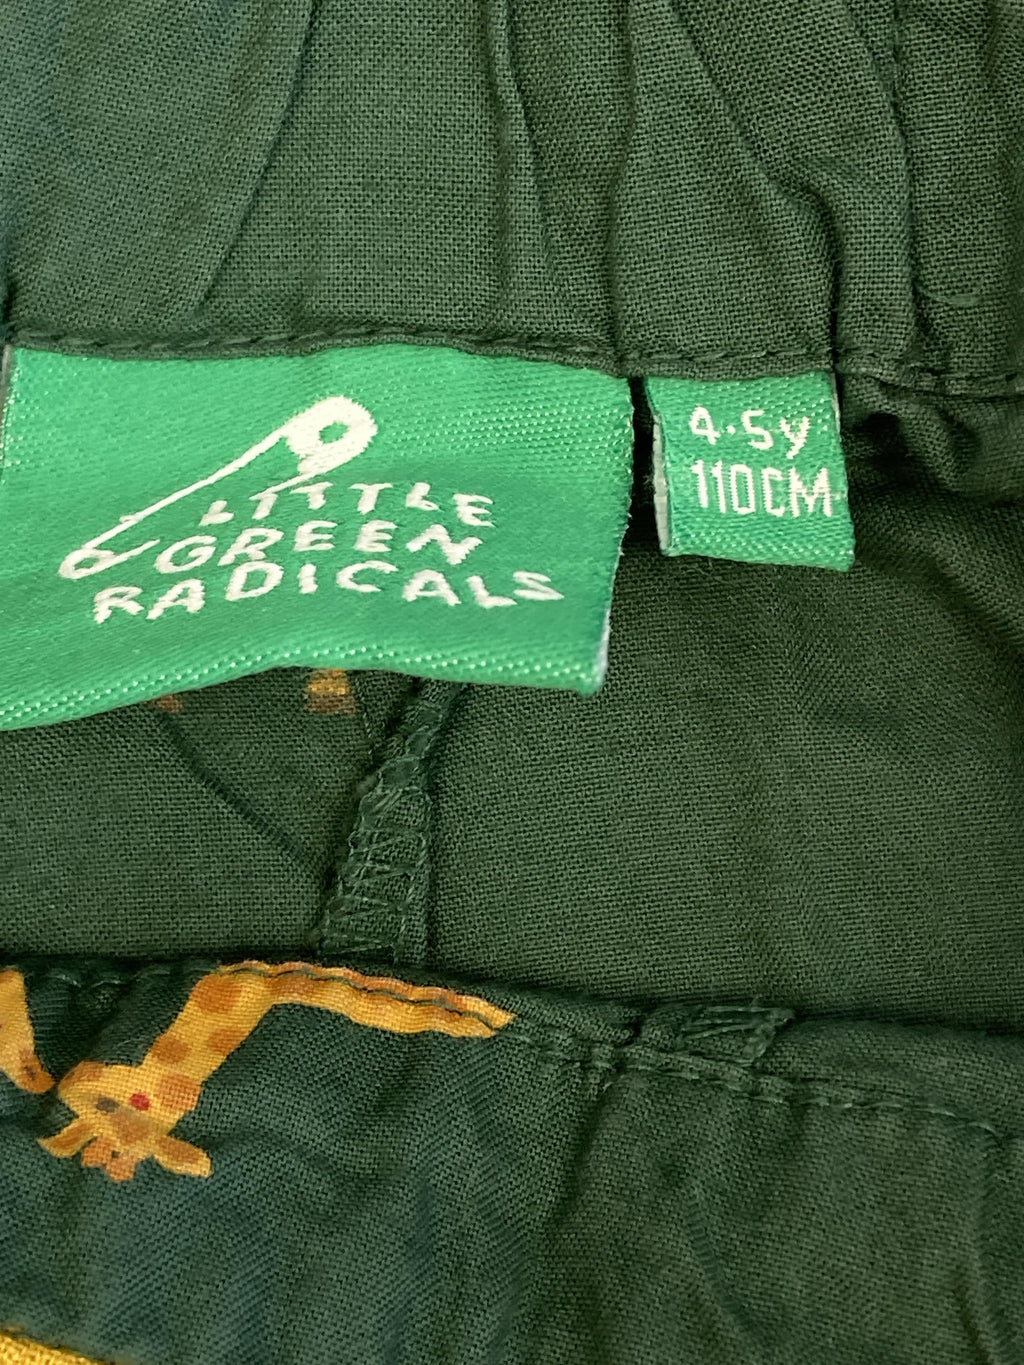 LITTLE
GREEN
RADICALS
4-5y
110CM